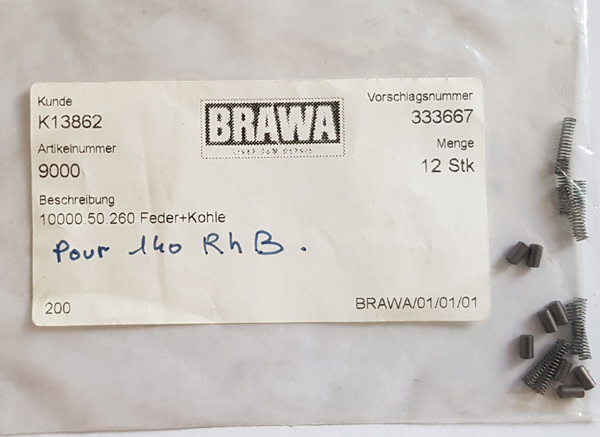 Kunde
K13862
Artikelnummer
9000
BRAWA
Vorschlagsnummer
333667
Menge
12 Stk
Beschreibung
10000.50.260 Feder+Kohle
Pour 140 RhB.
200
BRAWA/01/01/01